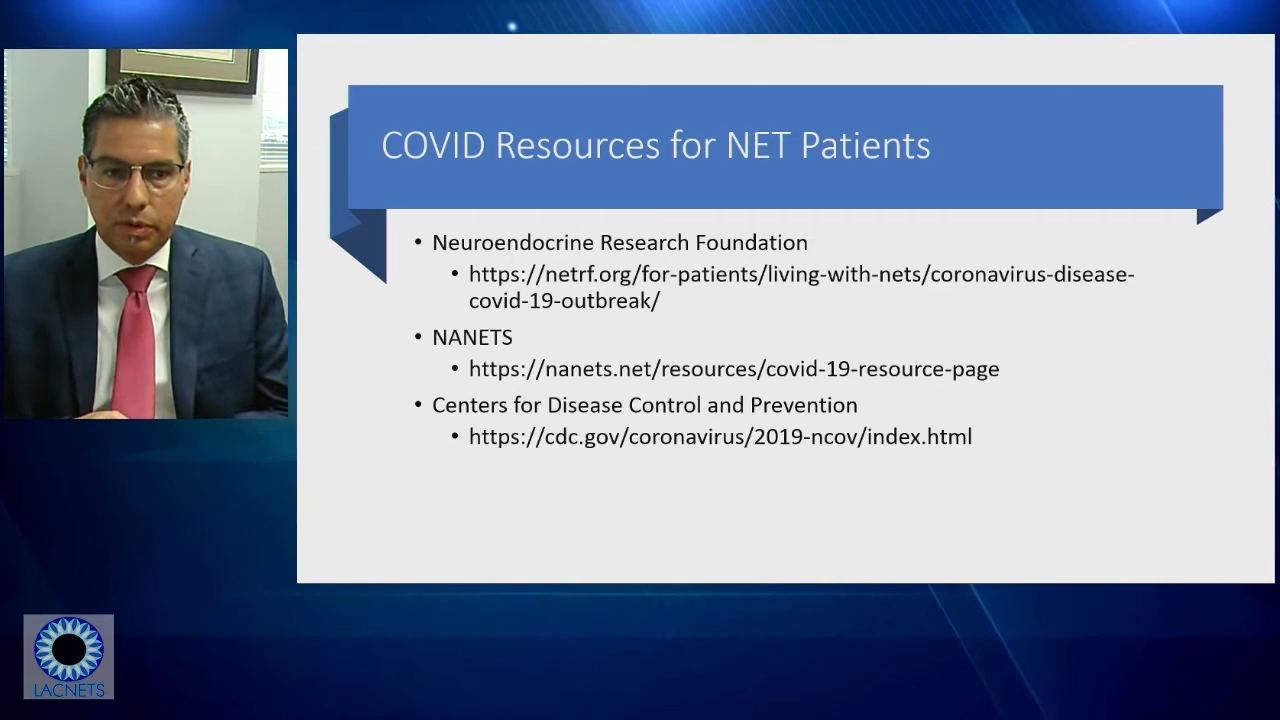 COVID Resources for NET Patients
• Neuroendocrine Research Foundation
• https://netrf.org/for-patients/living-with-nets/coronavirus-disease-
covid-19-outbreak/
• NANETS
• https://nanets.net/resources/covid-19-resource-page
• Centers for Disease Control and Prevention
• https://cdc.gov/coronavirus/2019-ncov/index.html
LACNETS